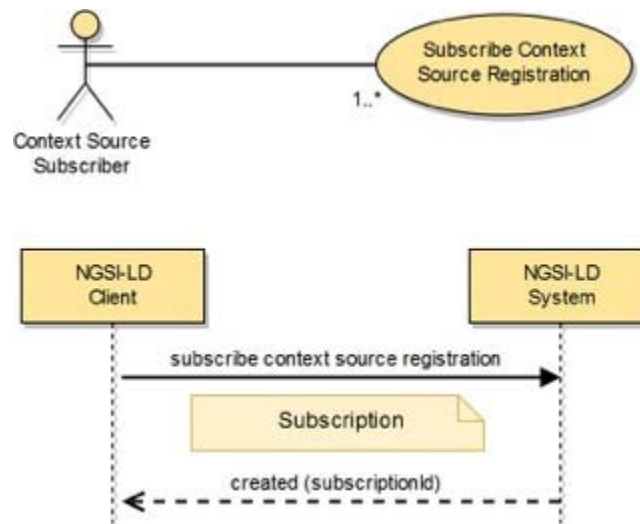 Subscribe Context
Source Registration
1..*
Context Source
Subscriber
NGSI-LD
Client
NGSI-LD
System
subscribe context source registration
Subscription
created (subscriptionId)